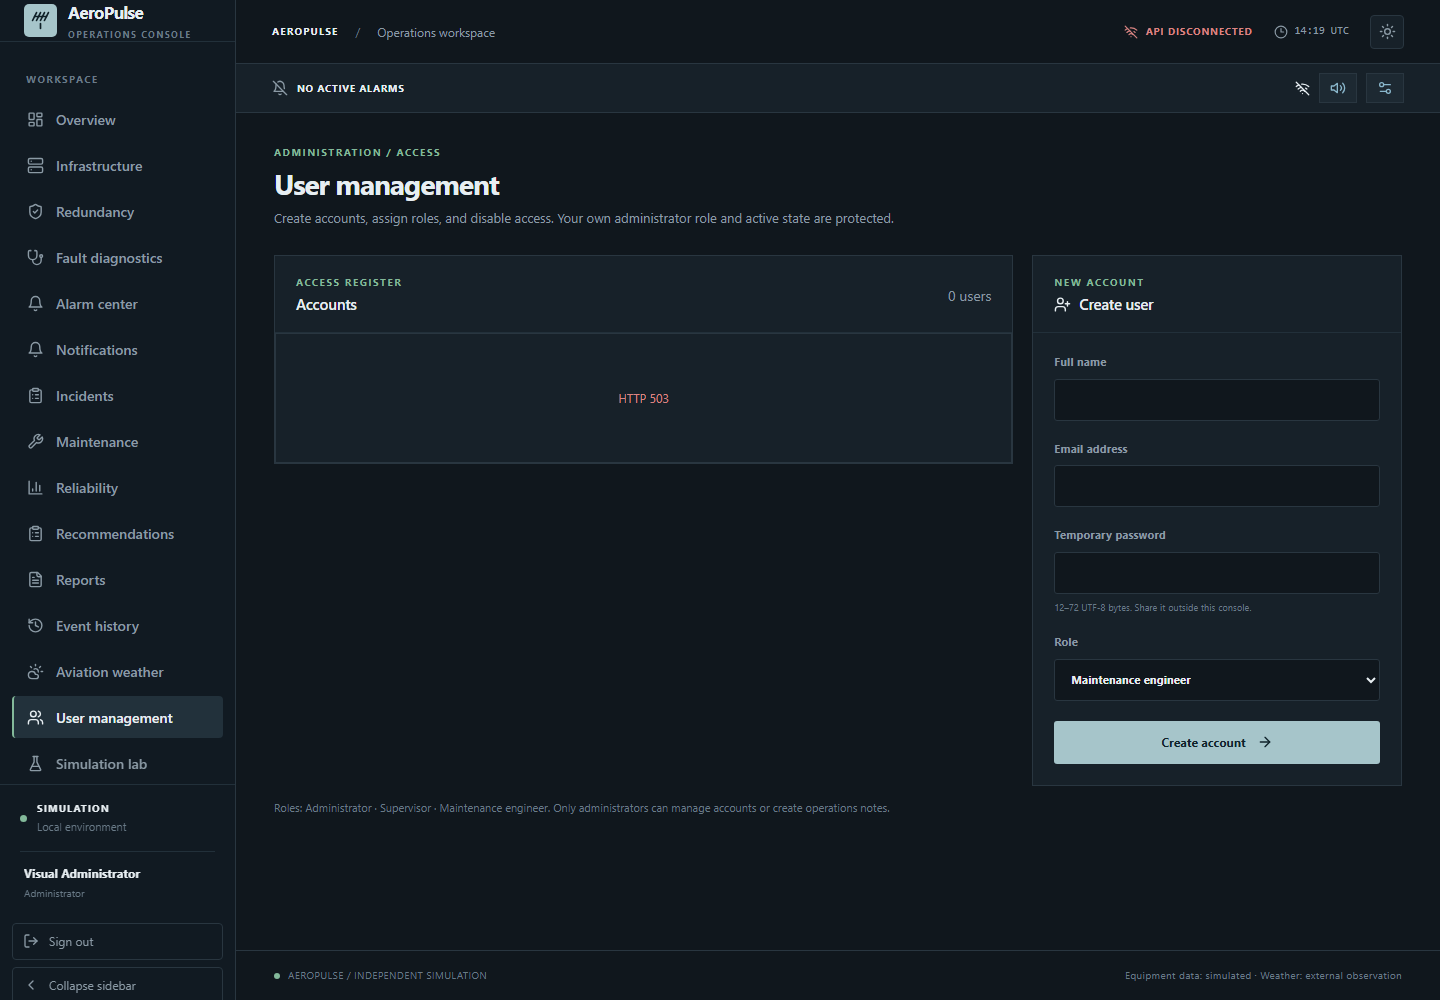 AeroPulse
OPERATIONS CONSOLE
WORKSPACE
Overview
Infrastructure
Redundancy
Fault diagnostics
Alarm center
Notifications
Incidents
Maintenance
Reliability
Recommendations
Reports
Event history
Aviation weather
User management
Simulation lab
SIMULATION
Local environment
Visual Administrator
Administrator
Sign out
Collapse sidebar
AEROPULSE / Operations workspace
API DISCONNECTED
14:19 UTC
NO ACTIVE ALARMS
ADMINISTRATION / ACCESS
User management
Create accounts, assign roles, and disable access. Your own administrator role and active state are protected.
ACCESS REGISTER
Accounts
0 users
HTTP 503
NEW ACCOUNT
Create user
Full name
Email address
Temporary password
12–72 UTF-8 bytes. Share it outside this console.
Role
Maintenance engineer
Create account
Roles: Administrator · Supervisor · Maintenance engineer. Only administrators can manage accounts or create operations notes.
AEROPULSE / INDEPENDENT SIMULATION
Equipment data: simulated · Weather: external observation